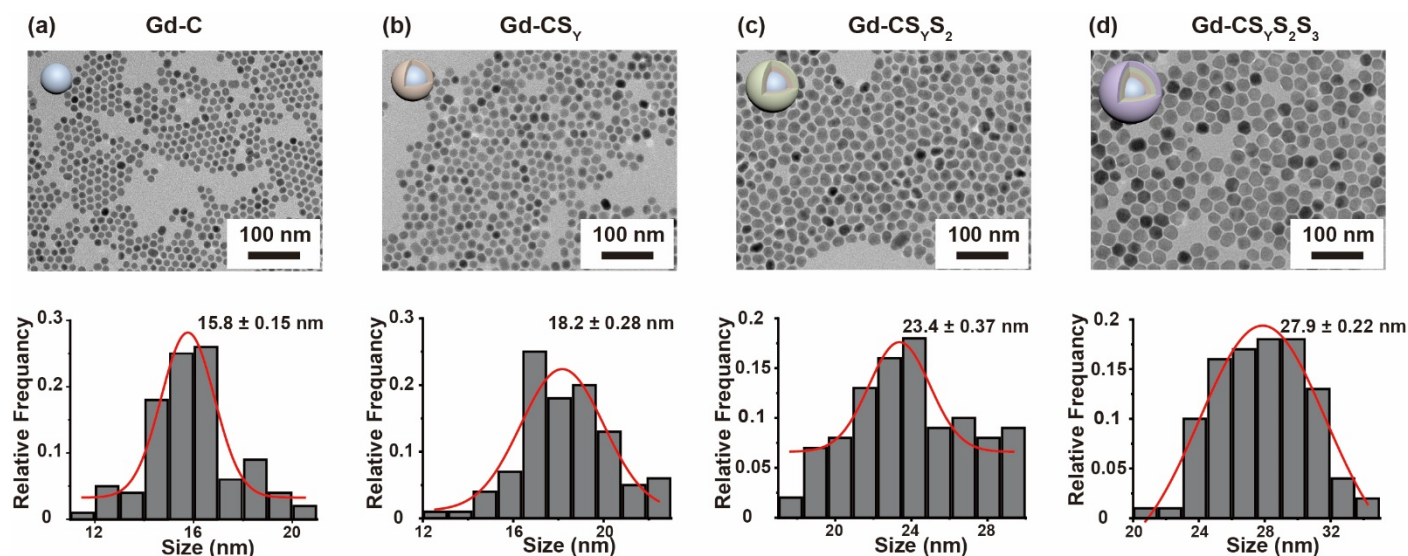 (a) Gd-C
(b) Gd-CSY
(c) Gd-CSYS2
(d) Gd-CSYS2S3
100 nm
100 nm
100 nm
100 nm
Relative Frequancy
0.3
0.2
0.1
0
15.8 ± 0.15 nm
12 16 20
Size (nm)
Relative Frequancy
0.3
0.2
0.1
0
18.2 ± 0.28 nm
12 16 20
Size (nm)
Relative Frequancy
0.2
0.15
0.1
0.05
0
23.4 ± 0.37 nm
20 24 28
Size (nm)
Relative Frequancy
0.2
0.15
0.1
0.05
0
27.9 ± 0.22 nm
20 24 28 32
Size (nm)